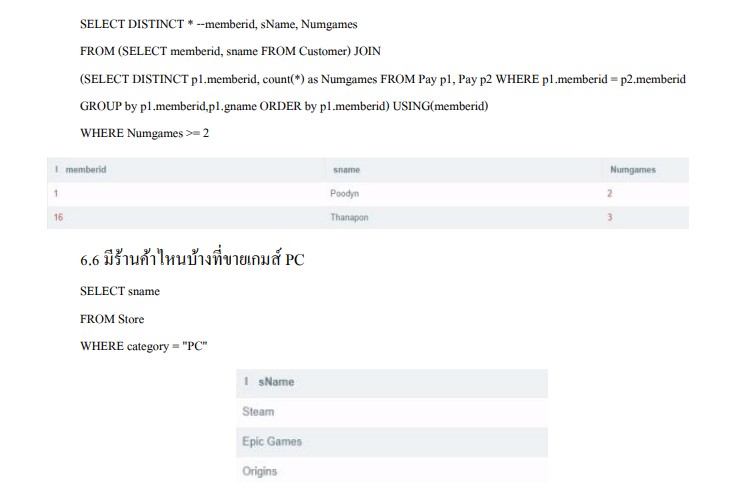 SELECT DISTINCT * --memberid, sName, Numgames
FROM (SELECT memberid, sname FROM Customer) JOIN
(SELECT DISTINCT p1.memberid, count(*) as Numgames FROM Pay p1, Pay p2 WHERE p1.memberid = p2.memberid
GROUP by p1.memberid,p1.gname ORDER by p1.memberid) USING(memberid)
WHERE Numgames >= 2
memberid sname Numgames
1 Poodyn 2
16 Thanapon 3
6.6 มีร้านค้าไหนบ้างที่ขายเกมส์ PC
SELECT sname
FROM Store
WHERE category = "PC"
sName
Steam
Epic Games
Origins